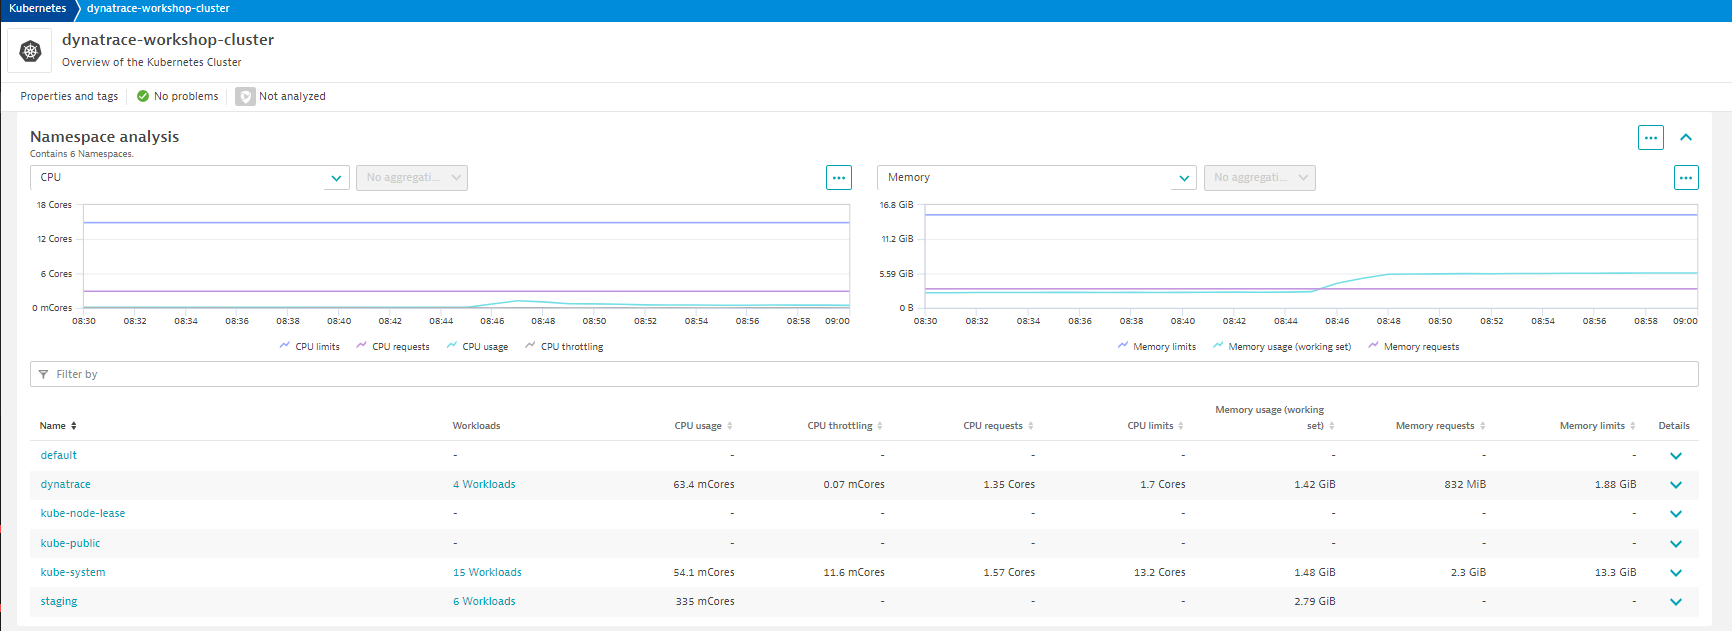 Kubernetes dynatrace-workshop-cluster
dynatrace-workshop-cluster
Overview of the Kubernetes Cluster
Properties and tags No problems Not analyzed
Namespace analysis
Contains 6 Namespaces.
CPU No aggregati... ...
18 Cores
12 Cores
6 Cores
0 mCores
08:30 08:32 08:34 08:36 08:38 08:40 08:42 08:44 08:46 08:48 08:50 08:52 08:54 08:56 08:58 09:00
CPU limits CPU requests CPU usage CPU throttling
Memory No aggregati... ...
16.8 GiB
11.2 GiB
5.59 GiB
0 B
08:30 08:32 08:34 08:36 08:38 08:40 08:42 08:44 08:46 08:48 08:50 08:52 08:54 08:56 08:58 09:00
Memory limits Memory usage (working set) Memory requests
Filter by
Name Workloads CPU usage CPU throttling CPU requests CPU limits Memory usage (working set) Memory requests Memory limits Details
default - - - - - - - -
dynatrace 4 Workloads 63.4 mCores 0.07 mCores 1.35 Cores 1.7 Cores 1.42 GiB 832 MiB 1.88 GiB
kube-node-lease - - - - - - - -
kube-public - - - - - - - -
kube-system 15 Workloads 54.1 mCores 11.6 mCores 1.57 Cores 13.2 Cores 1.48 GiB 2.3 GiB 13.3 GiB
staging 6 Workloads 335 mCores - - - 2.79 GiB - -